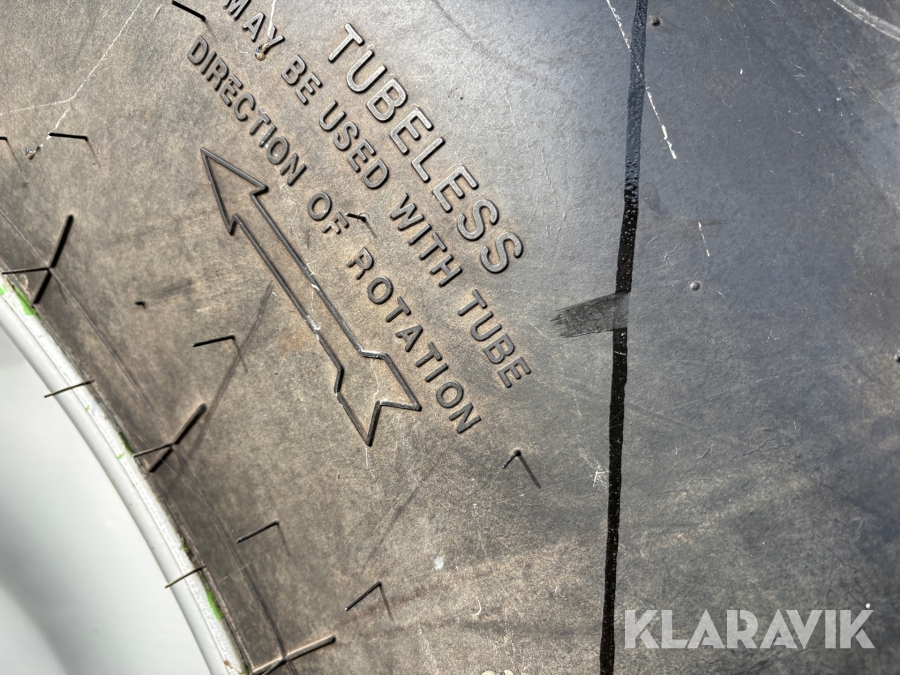 TUBELESS
MAY BE USED WITH TUBE
DIRECTION OF ROTATION
KLARAVIK